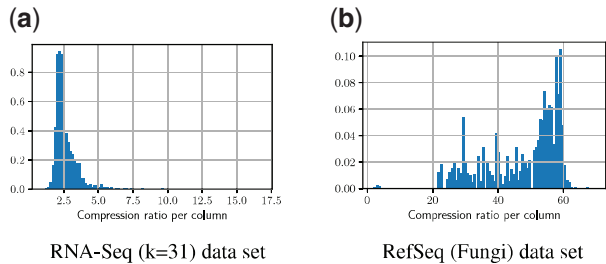 (a)
0.8
0.6
0.4
0.2
0.0
2.5 5.0 7.5 10.0 12.5 15.0 17.5
Compression ratio per column
RNA-Seq (k=31) data set
(b)
0.10
0.08
0.06
0.04
0.02
0.00
0 20 40 60
Compression ratio per column
RefSeq (Fungi) data set